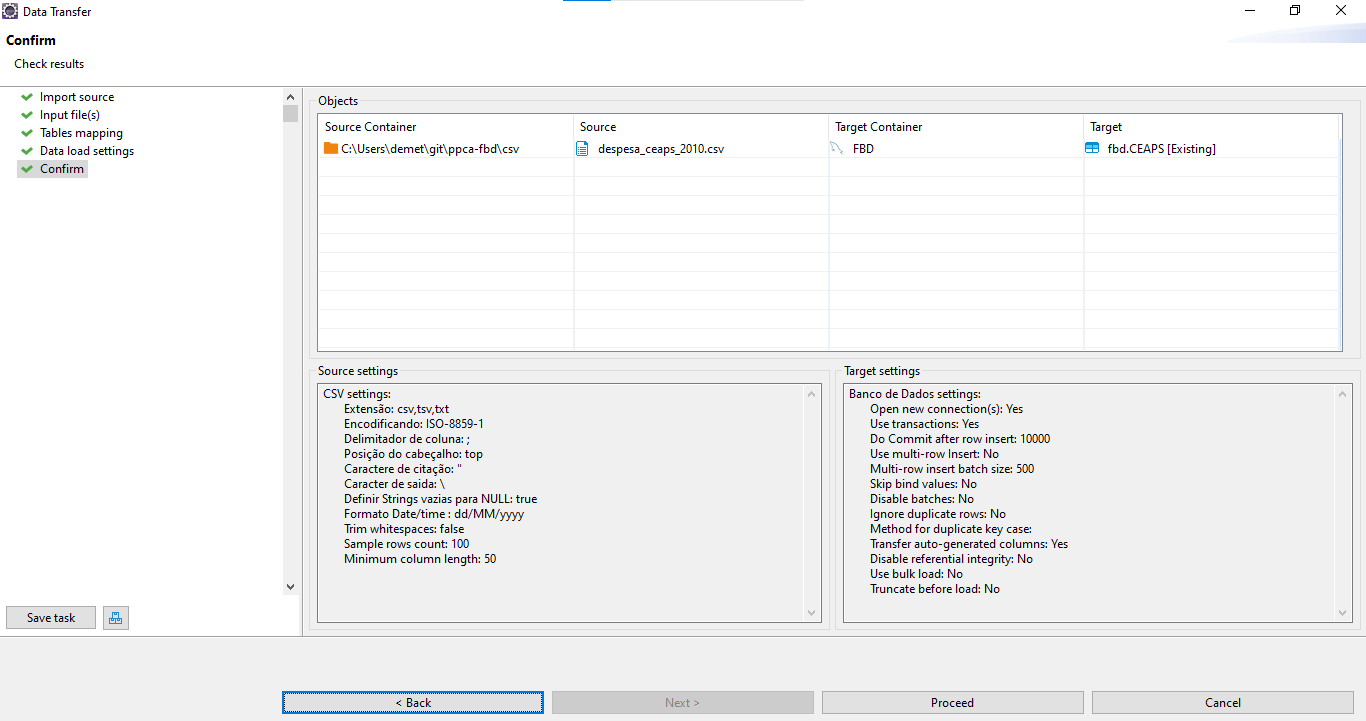 Data Transfer
Confirm
Check results
Import source
Input file(s)
Tables mapping
Data load settings
Confirm
Objects
Source Container Source Target Container Target
C:\Users\demet\git\ppca-fbd\csv despesa_ceaps_2010.csv FBD fbd.CEAPS [Existing]
Source settings
CSV settings:
Extensão: csv,tsv,txt
Encodificando: ISO-8859-1
Delimitador de coluna: ;
Posição do cabeçalho: top
Caractere de citação: "
Caracter de saida: \
Definir Strings vazias para NULL: true
Formato Date/time : dd/MM/yyyy
Trim whitespaces: false
Sample rows count: 100
Minimum column length: 50
Target settings
Banco de Dados settings:
Open new connection(s): Yes
Use transactions: Yes
Do Commit after row insert: 10000
Use multi-row Insert: No
Multi-row insert batch size: 500
Skip bind values: No
Disable batches: No
Ignore duplicate rows: No
Method for duplicate key case:
Transfer auto-generated columns: Yes
Disable referential integrity: No
Use bulk load: No
Truncate before load: No
Save task
< Back Next > Proceed Cancel